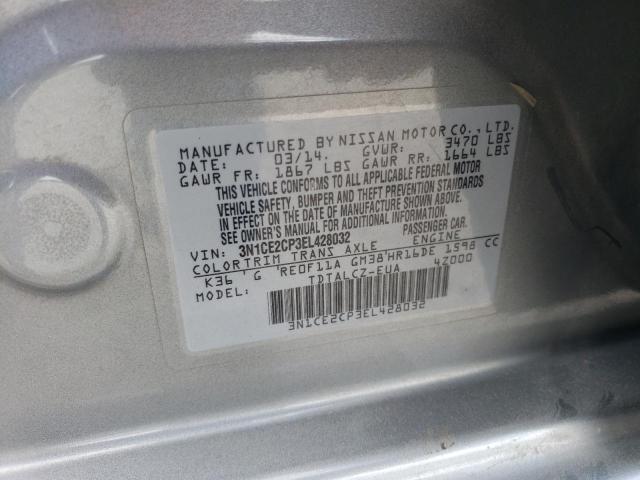 MANUFACTURED BY NISSAN MOTOR CO., LTD.
DATE: 03/14. GVWR: 3470 LBS
GAWR FR: 1867 LBS GAWR RR: 1664 LBS
THIS VEHICLE CONFORMS TO ALL APPLICABLE FEDERAL MOTOR
VEHICLE SAFETY, BUMPER AND THEFT PREVENTION STANDARDS
IN EFFECT ON THE DATE OF MANUFACTURE SHOWN ABOVE.
SEE OWNER'S MANUAL FOR ADDITIONAL INFORMATION.
VIN: 3N1CE2CP3EL428032 PASSENGER CAR.
COLOR TRIM TRANS AXLE ENGINE
K36 G 'RE0F11A GM38'HR16DE 1598 CC
MODEL: TDTALCZ-EUA 4Z000
3N1CE2CP3EL428032